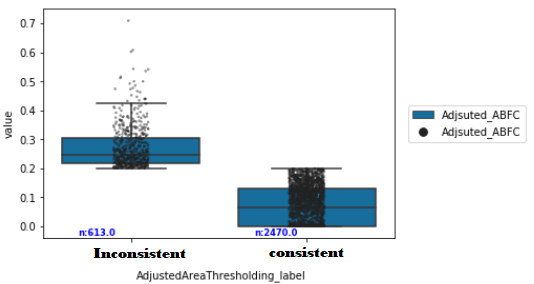 0.7
0.6
0.5
0.4
0.3
0.2
0.1
0.0
value
n:613.0
n:2470.0
Inconsistent
consistent
AdjustedAreaThresholding_label
Adjsuted_ABFC
Adjsuted_ABFC